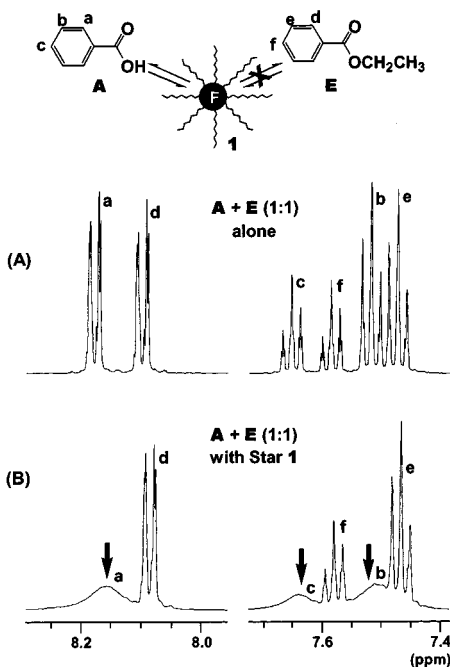 b a
c
O
OH
A
F
1
e d
f
O
O CH₂CH₃
E
(A)
A + E (1:1)
alone
a
d
c
f
b
e
(B)
A + E (1:1)
with Star 1
a
d
c
f
b
e
8.2 8.0 7.6 7.4
(ppm)